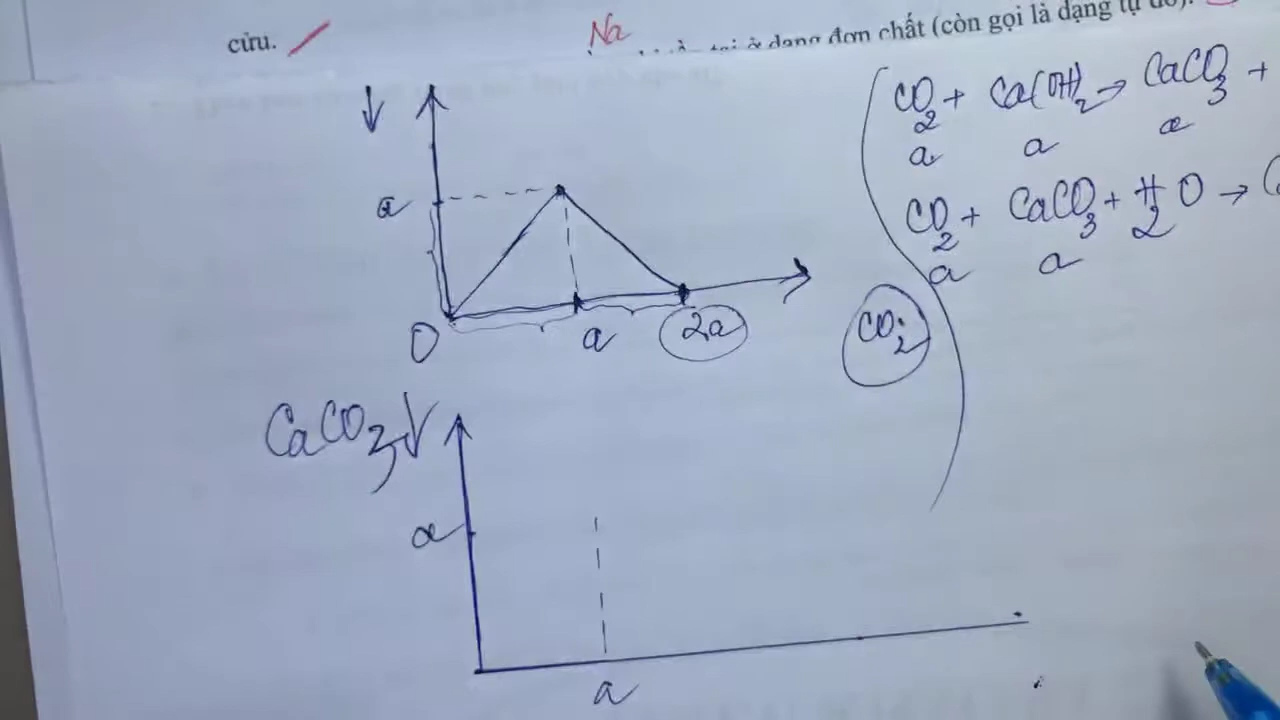 cứu.
Na
ở dạng đơn chất (còn gọi là dạng tự do).
↓
a
O
a
2a
CO₂ + Ca(OH)₂ → CaCO₃ +
a a a
CO₂ + CaCO₃ + H₂O →
a a
CO₂
CaCO₃↓
a
a